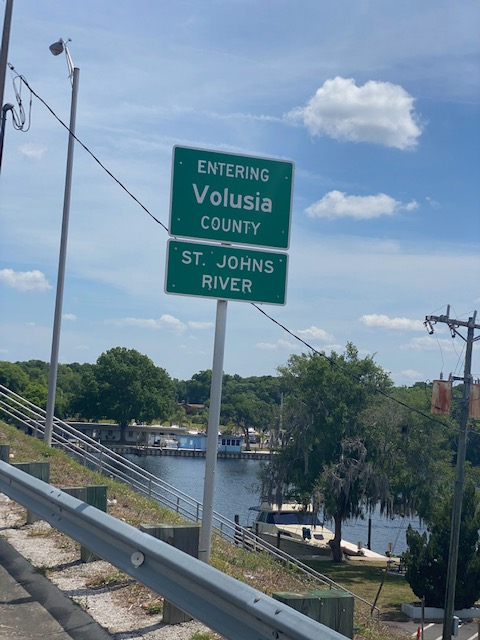 ENTERING
Volusia
COUNTY
ST. JOHNS
RIVER